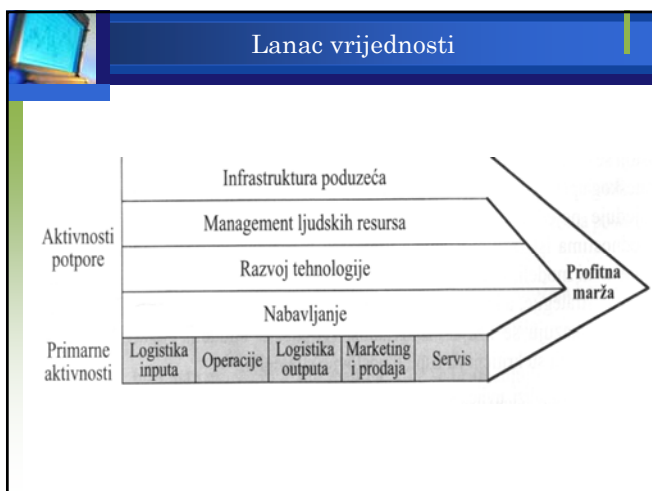 Lanac vrijednosti
Infrastruktura poduzeća
Management ljudskih resursa
Aktivnosti
potpore
Razvoj tehnologije
Profitna
marža
Nabavljanje
Primarne
aktivnosti
Logistika
inputa
Operacije
Logistika
outputa
Marketing
i prodaja
Servis